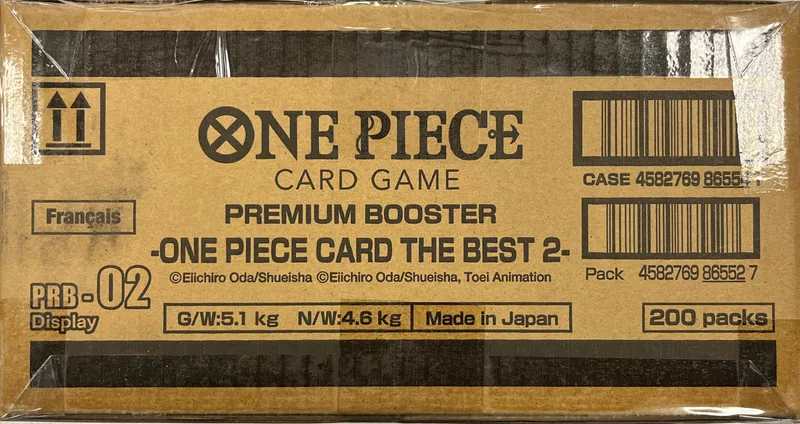 ONE PIECE
CARD GAME
PREMIUM BOOSTER
-ONE PIECE CARD THE BEST 2-
©Eiichiro Oda/Shueisha ©Eiichiro Oda/Shueisha, Toei Animation
Français
PRB-02
Display
G/W:5.1 kg N/W:4.6 kg Made in Japan
CASE 4582769
Pack 4582769 86552 7
200 packs